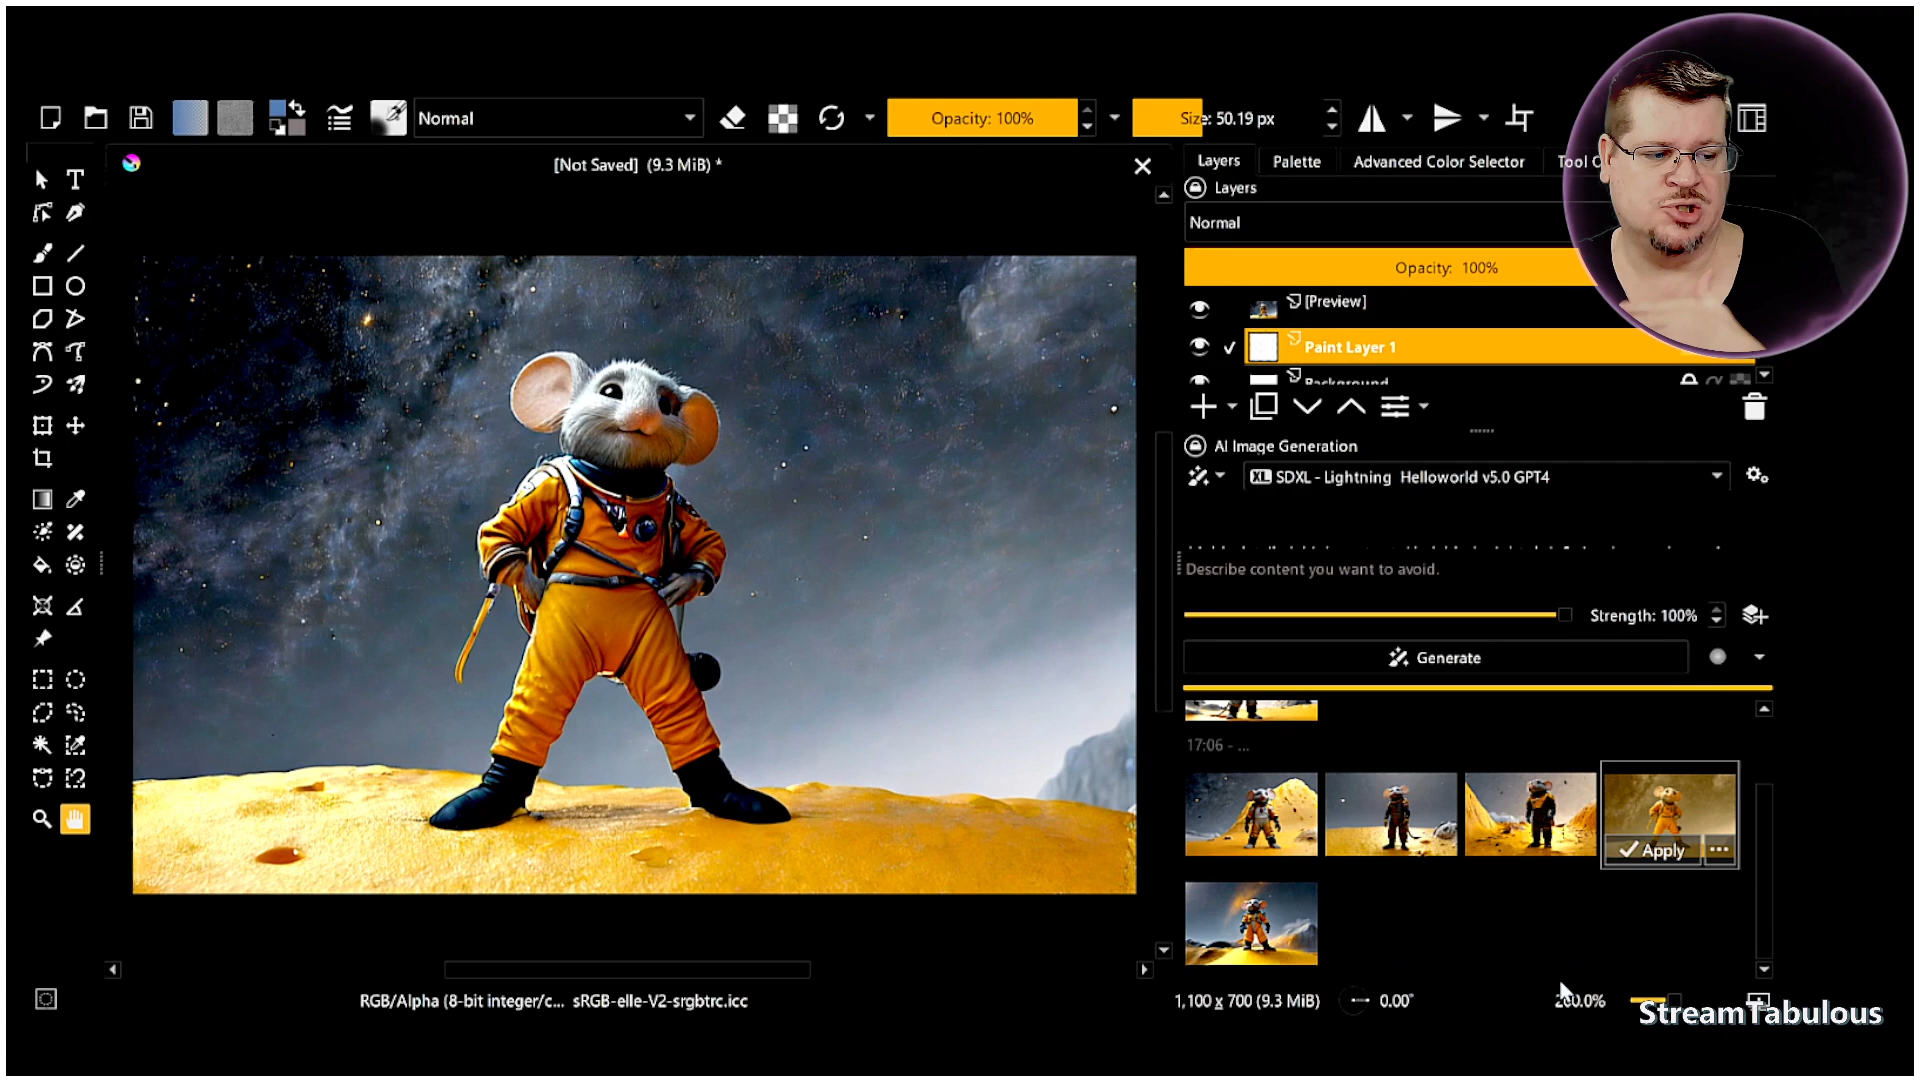 Normal
Opacity: 100%
Size: 50.19 px
[Not Saved] (9.3 MiB) *
Layers
Palette
Advanced Color Selector
Tool
Layers
Normal
Opacity: 100%
[Preview]
Paint Layer 1
Background
AI Image Generation
XL SDXL - Lightning Helloworld v5.0 GPT4
Describe content you want to avoid.
Strength: 100%
Generate
17:06 - ...
Apply
RGB/Alpha (8-bit integer/c... sRGB-elle-V2-srgbtrc.icc
1,100 x 700 (9.3 MiB)
0.00°
StreamTabulous